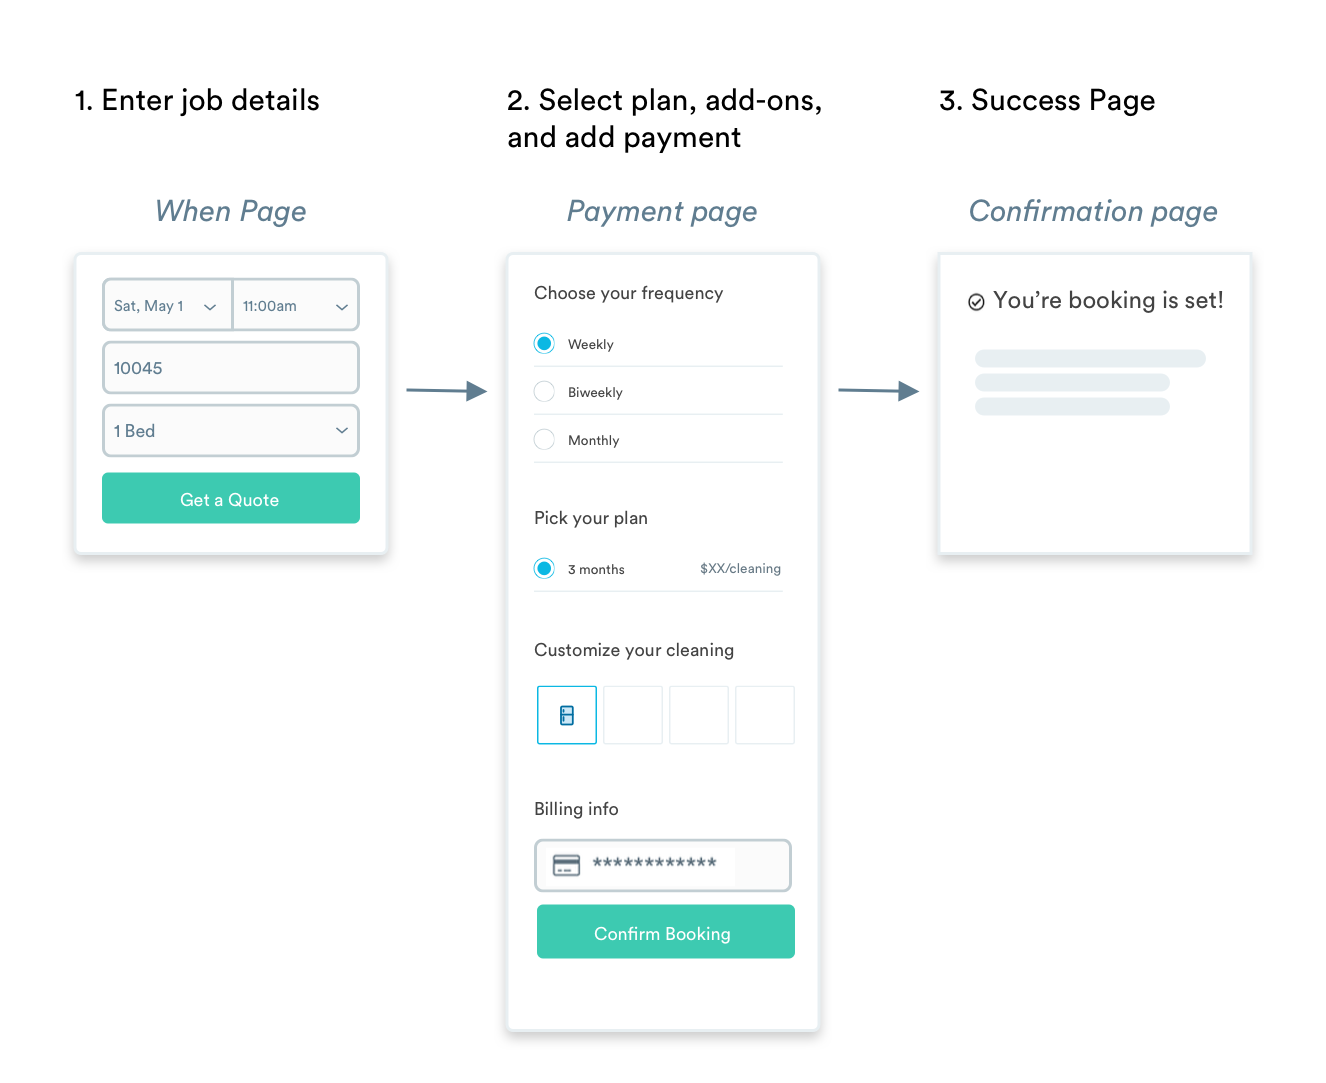 1. Enter job details
2. Select plan, add-ons,
and add payment
3. Success Page
When Page
Payment page
Confirmation page
Sat, May 1
11:00am
10045
1 Bed
Get a Quote
Choose your frequency
Weekly
Biweekly
Monthly
Pick your plan
3 months
$XX/cleaning
Customize your cleaning
Billing info
************
Confirm Booking
You're booking is set!